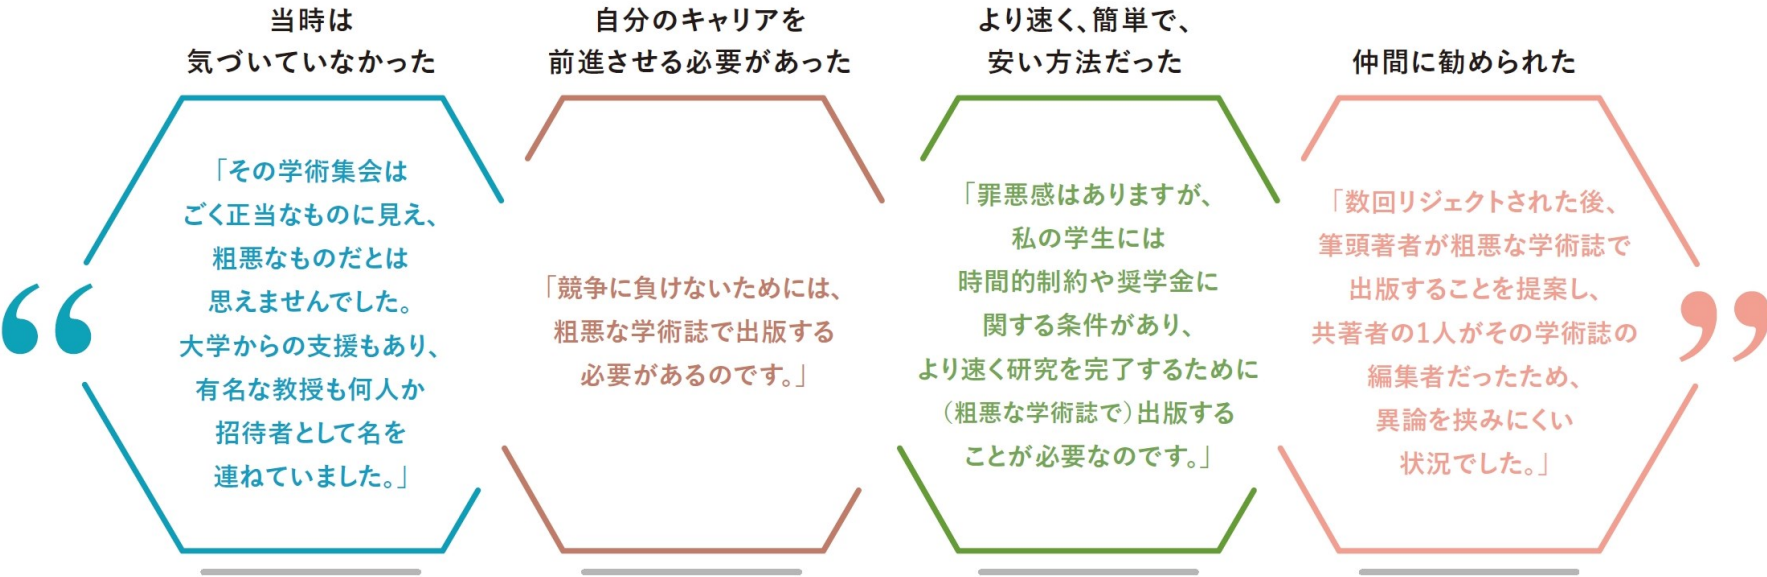 当時は
気づいていなかった
「その学術集会は
ごく正当なものに見え、
粗悪なものだとは
思えませんでした。
大学からの支援もあり、
有名な教授も何人か
招待者として名を
連ねていました。」
自分のキャリアを
前進させる必要があった
「競争に負けないためには、
粗悪な学術誌で出版する
必要があるのです。」
より速く、簡単で、
安い方法だった
「罪悪感はありますが、
私の学生には
時間的制約や奨学金に
関する条件があり、
より速く研究を完了するために
（粗悪な学術誌で）出版する
ことが必要なのです。」
仲間に勧められた
「数回リジェクトされた後、
筆頭著者が粗悪な学術誌で
出版することを提案し、
共著者の1人がその学術誌の
編集者だったため、
異論を挟みにくい
状況でした。」